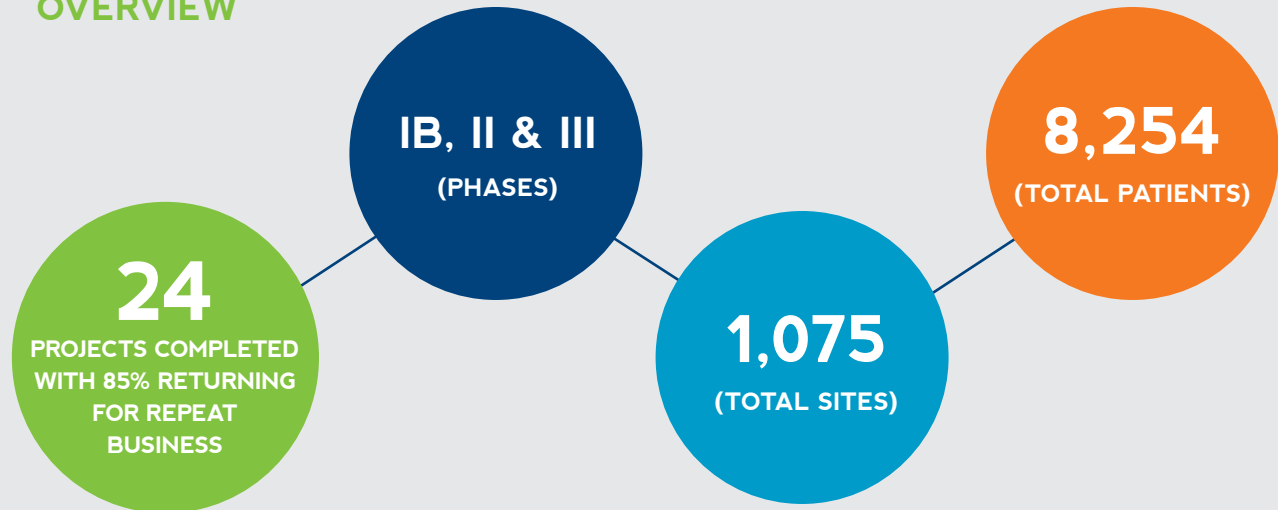 OVERVIEW
IB, II & III
(PHASES)
8,254
(TOTAL PATIENTS)
24
PROJECTS COMPLETED
WITH 85% RETURNING
FOR REPEAT
BUSINESS
1,075
(TOTAL SITES)